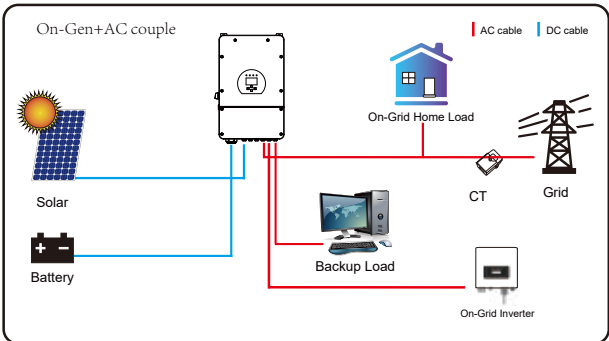 On-Gen+AC couple
AC cable
DC cable
On-Grid Home Load
Solar
CT
Grid
Battery
Backup Load
On-Grid Inverter